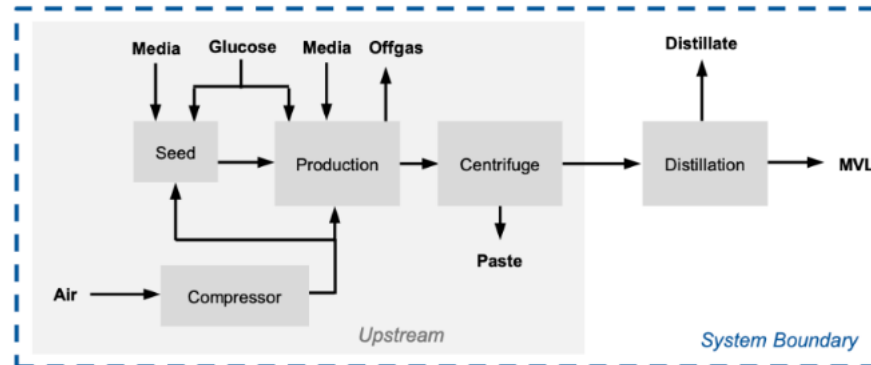 Media
Glucose
Media
Offgas
Distillate
Seed
Production
Centrifuge
Distillation
MVL
Paste
Air
Compressor
Upstream
System Boundary